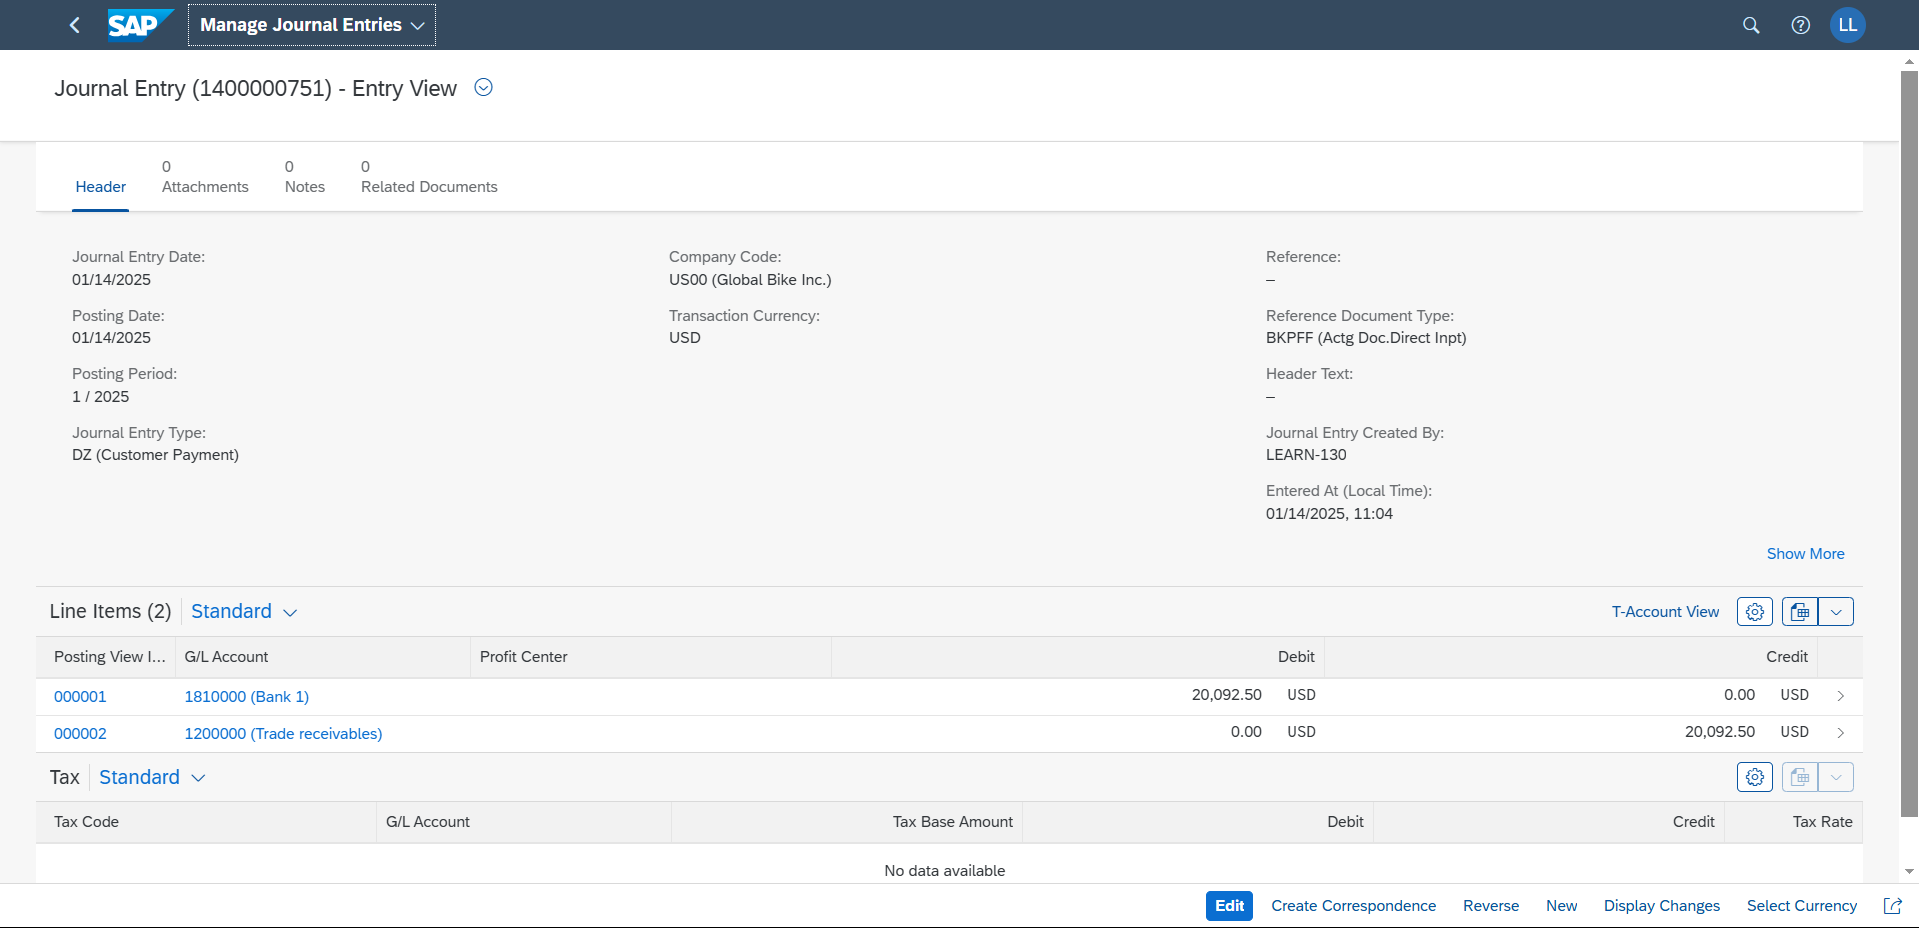 SAP Manage Journal Entries LL
Journal Entry (1400000751) - Entry View
Header
0
Attachments
0
Notes
0
Related Documents
Journal Entry Date:
01/14/2025
Posting Date:
01/14/2025
Posting Period:
1 / 2025
Journal Entry Type:
DZ (Customer Payment)
Company Code:
US00 (Global Bike Inc.)
Transaction Currency:
USD
Reference:
–
Reference Document Type:
BKPFF (Actg Doc.Direct Inpt)
Header Text:
–
Journal Entry Created By:
LEARN-130
Entered At (Local Time):
01/14/2025, 11:04
Show More
Line Items (2) Standard T-Account View
Posting View I... G/L Account Profit Center Debit Credit
000001 1810000 (Bank 1) 20,092.50 USD 0.00 USD
000002 1200000 (Trade receivables) 0.00 USD 20,092.50 USD
Tax Standard
Tax Code G/L Account Tax Base Amount Debit Credit Tax Rate
No data available
Edit Create Correspondence Reverse New Display Changes Select Currency